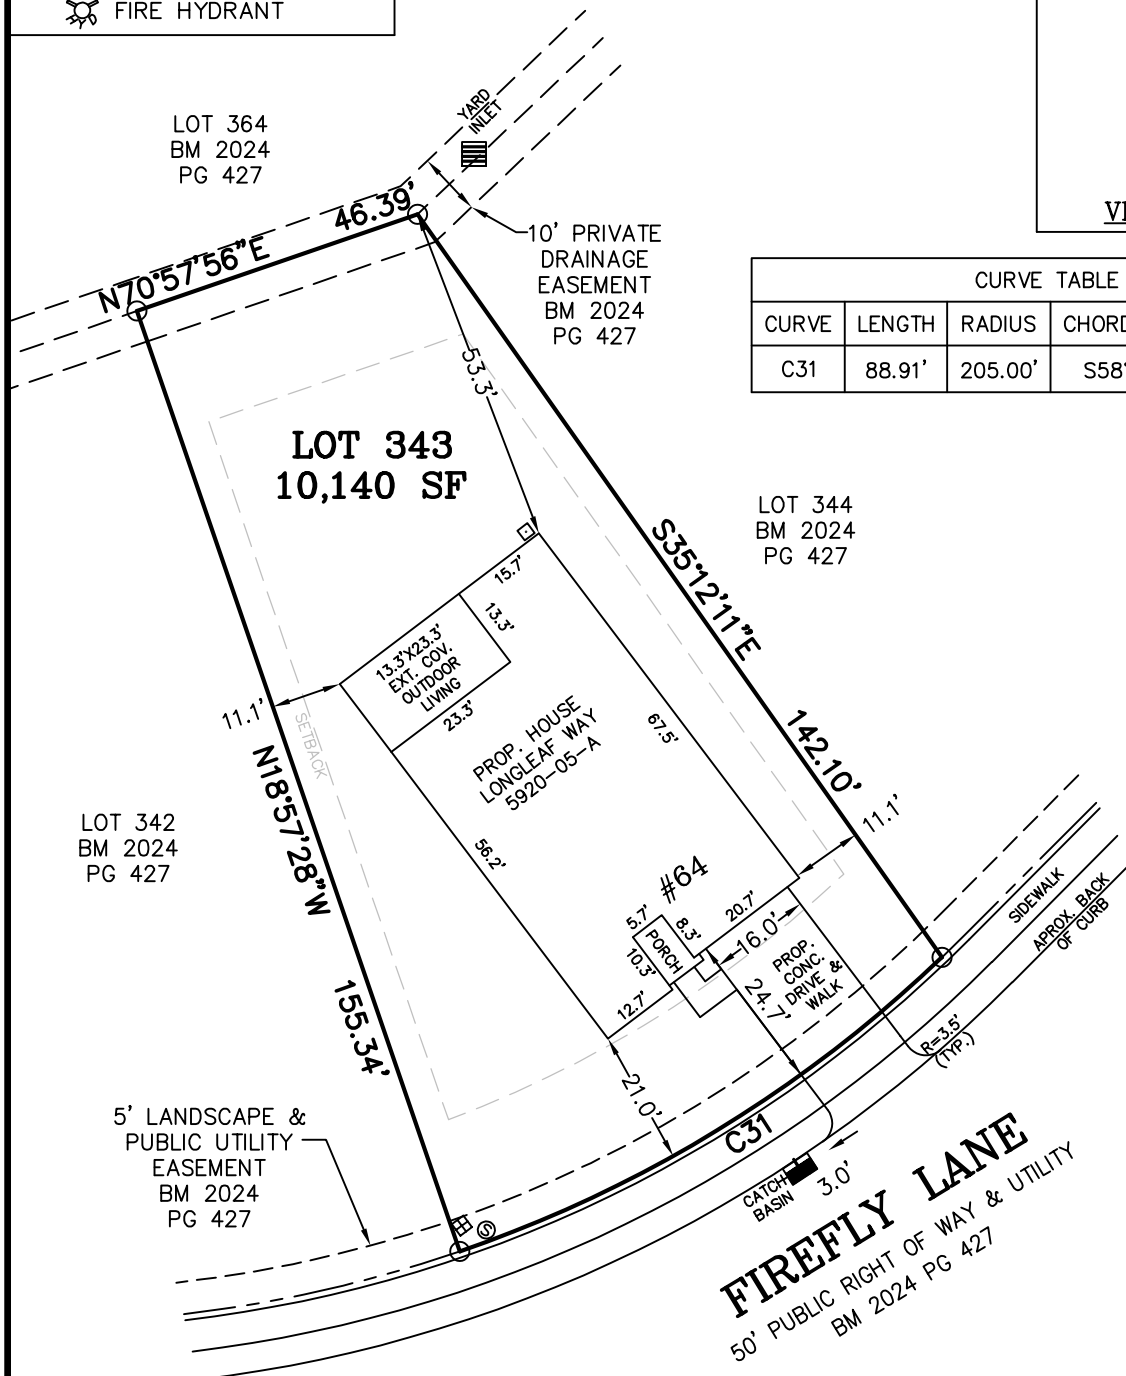 FIRE HYDRANT
LOT 364
BM 2024
PG 427
YARD
INLET
46.39'
N70°57'56"E
10' PRIVATE
DRAINAGE
EASEMENT
BM 2024
PG 427
CURVE TABLE
CURVE LENGTH RADIUS
C31 88.91' 205.00'
53.3'
LOT 343
10,140 SF
LOT 344
BM 2024
PG 427
S35°12'11"E
142.10'
15.7'
13.3'
13.3'X23.3'
EXT. COV.
OUTDOOR
LIVING
23.3'
11.1'
SETBACK
PROP. HOUSE
LONGLEAF WAY
5920-05-A
67.5'
N18°57'28"W
155.34'
LOT 342
BM 2024
PG 427
56.2'
#64
11.1'
5.7'
8.3'
20.7'
PORCH
10.3'
16.0'
12.7'
24.7'
PROP.
CONC.
DRIVE &
WALK
SIDEWALK
APROX. BACK
OF CURB
R=3.5'
(TYP.)
21.0'
C31
5' LANDSCAPE &
PUBLIC UTILITY
EASEMENT
BM 2024
PG 427
S
CATCH
BASIN
3.0'
FIREFLY LANE
50' PUBLIC RIGHT OF WAY & UTILITY
BM 2024 PG 427